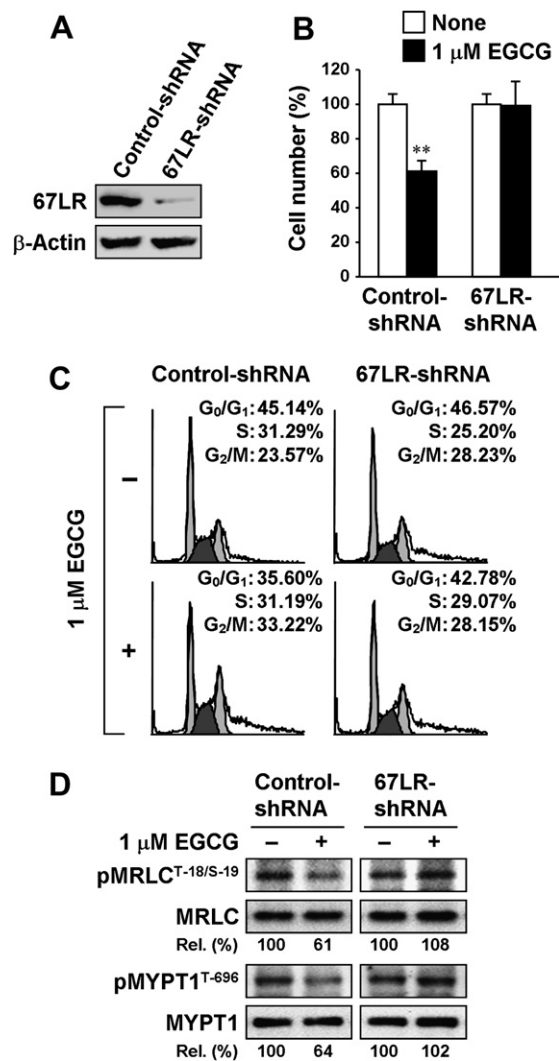 A
Control-shRNA
67LR-shRNA
67LR
β-Actin
B
None
1 μM EGCG
Cell number (%)
120
100
80
60
40
20
0
**
Control-
shRNA
67LR-
shRNA
C
Control-shRNA
67LR-shRNA
1 μM EGCG
−
G₀/G₁: 45.14%
S: 31.29%
G₂/M: 23.57%
G₀/G₁: 46.57%
S: 25.20%
G₂/M: 28.23%
+
G₀/G₁: 35.60%
S: 31.19%
G₂/M: 33.22%
G₀/G₁: 42.78%
S: 29.07%
G₂/M: 28.15%
D
Control-
shRNA
67LR-
shRNA
1 μM EGCG − + − +
pMRLC^T-18/S-19
MRLC
Rel. (%) 100 61 100 108
pMYPT1^T-696
MYPT1
Rel. (%) 100 64 100 102